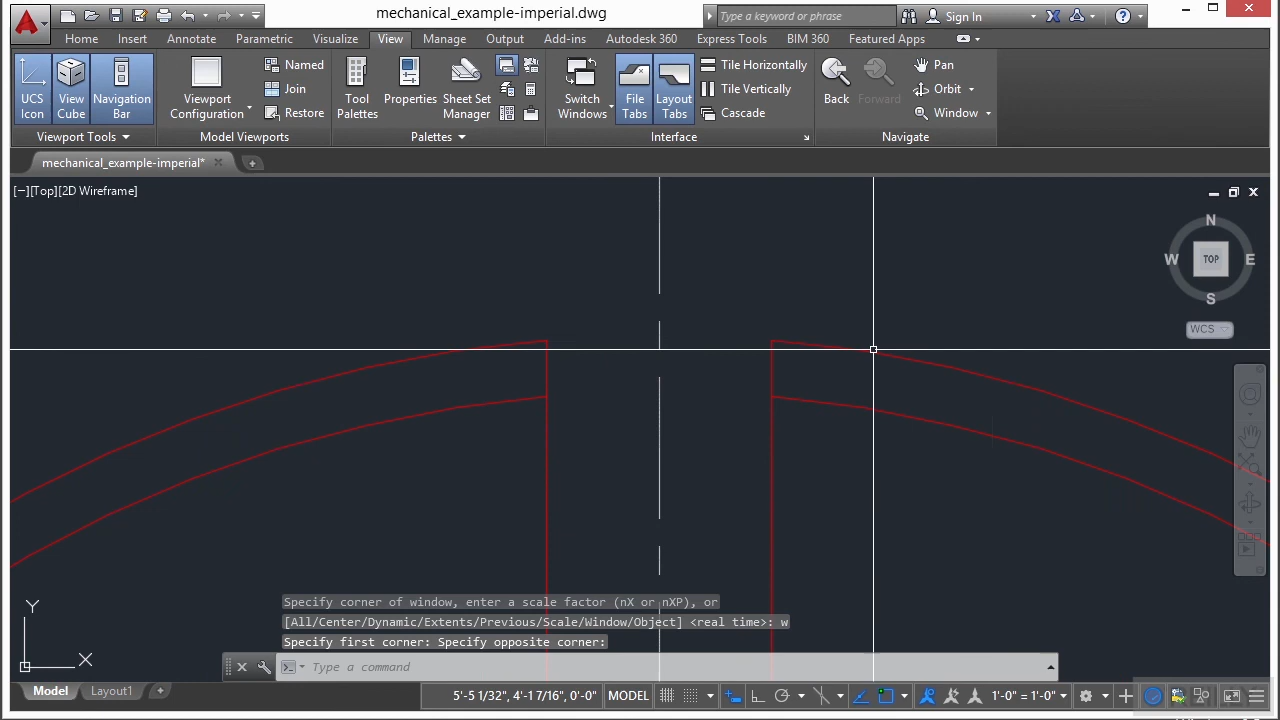 mechanical_example-imperial.dwg
Type a keyword or phrase
Sign In
Home Insert Annotate Parametric Visualize View Manage Output Add-ins Autodesk 360 Express Tools BIM 360 Featured Apps
UCS Icon
View Cube
Navigation Bar
Viewport Configuration
Named
Join
Restore
Tool Palettes
Properties
Sheet Set Manager
Switch Windows
File Tabs
Layout Tabs
Tile Horizontally
Tile Vertically
Cascade
Back
Forward
Pan
Orbit
Window
Viewport Tools Model Viewports Palettes Interface Navigate
mechanical_example-imperial*
[−][Top][2D Wireframe]
N
W TOP E
S
WCS
Y
X
Specify corner of window, enter a scale factor (nX or nXP), or
[All/Center/Dynamic/Extents/Previous/Scale/Window/Object] <real time>: w
Specify first corner: Specify opposite corner:
Type a command
Model Layout1
5'-5 1/32", 4'-1 7/16", 0'-0" MODEL 1'-0" = 1'-0"